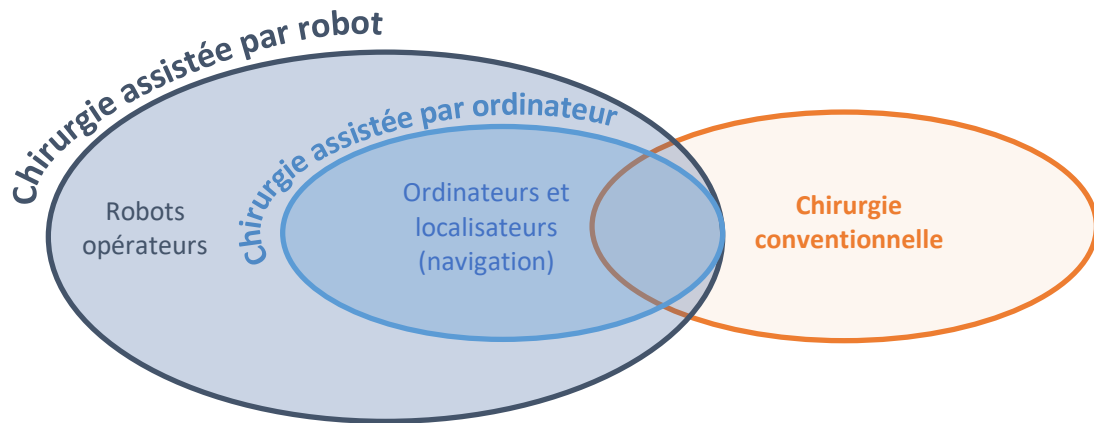 Chirurgie assistée par robot
Chirurgie assistée par ordinateur
Robots
opérateurs
Ordinateurs et
localisateurs
(navigation)
Chirurgie
conventionnelle